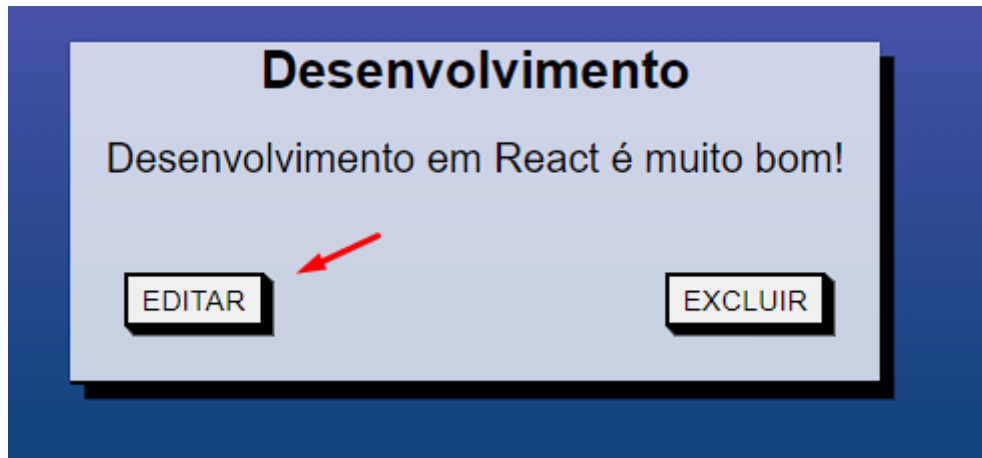 Desenvolvimento
Desenvolvimento em React é muito bom!
EDITAR
EXCLUIR